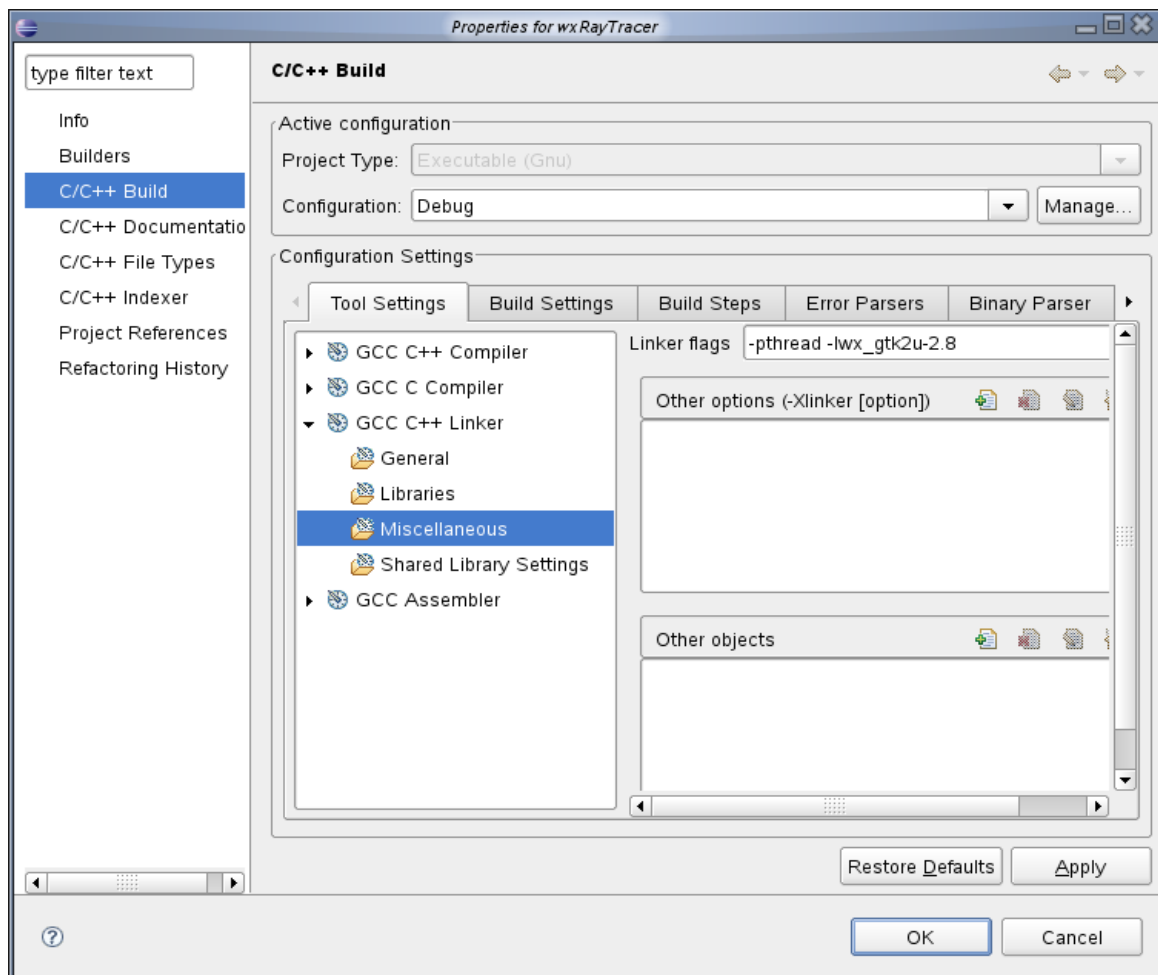 Properties for wxRayTracer
type filter text
Info
Builders
C/C++ Build
C/C++ Documentatio
C/C++ File Types
C/C++ Indexer
Project References
Refactoring History
C/C++ Build
Active configuration
Project Type: Executable (Gnu)
Configuration: Debug Manage...
Configuration Settings
Tool Settings Build Settings Build Steps Error Parsers Binary Parser
GCC C++ Compiler
GCC C Compiler
GCC C++ Linker
General
Libraries
Miscellaneous
Shared Library Settings
GCC Assembler
Linker flags -pthread -lwx_gtk2u-2.8
Other options (-Xlinker [option])
Other objects
Restore Defaults Apply
OK Cancel